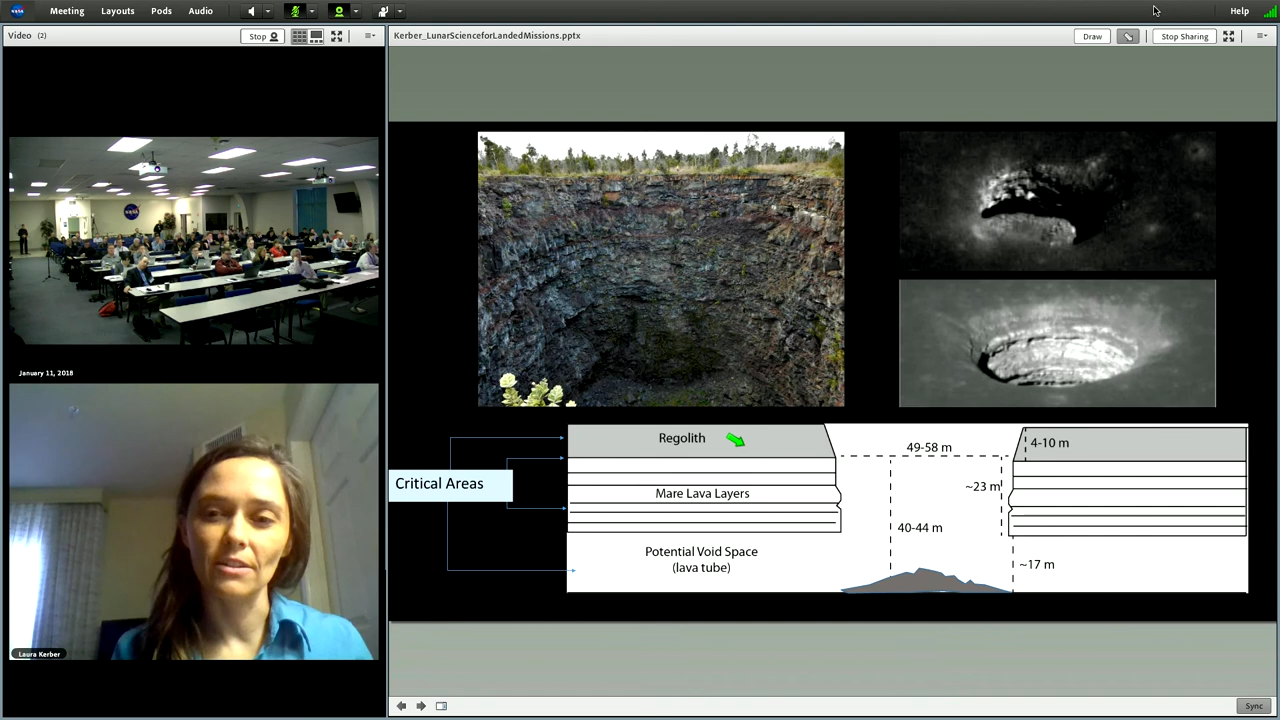 Meeting
Layouts
Pods
Audio
Help
Video (2)
Stop
Kerber_LunarScienceforLandedMissions.pptx
Draw
Stop Sharing
NASA
January 11, 2018
Laura Kerber
Critical Areas
Regolith
Mare Lava Layers
Potential Void Space
(lava tube)
49-58 m
4-10 m
~23 m
40-44 m
~17 m
Sync